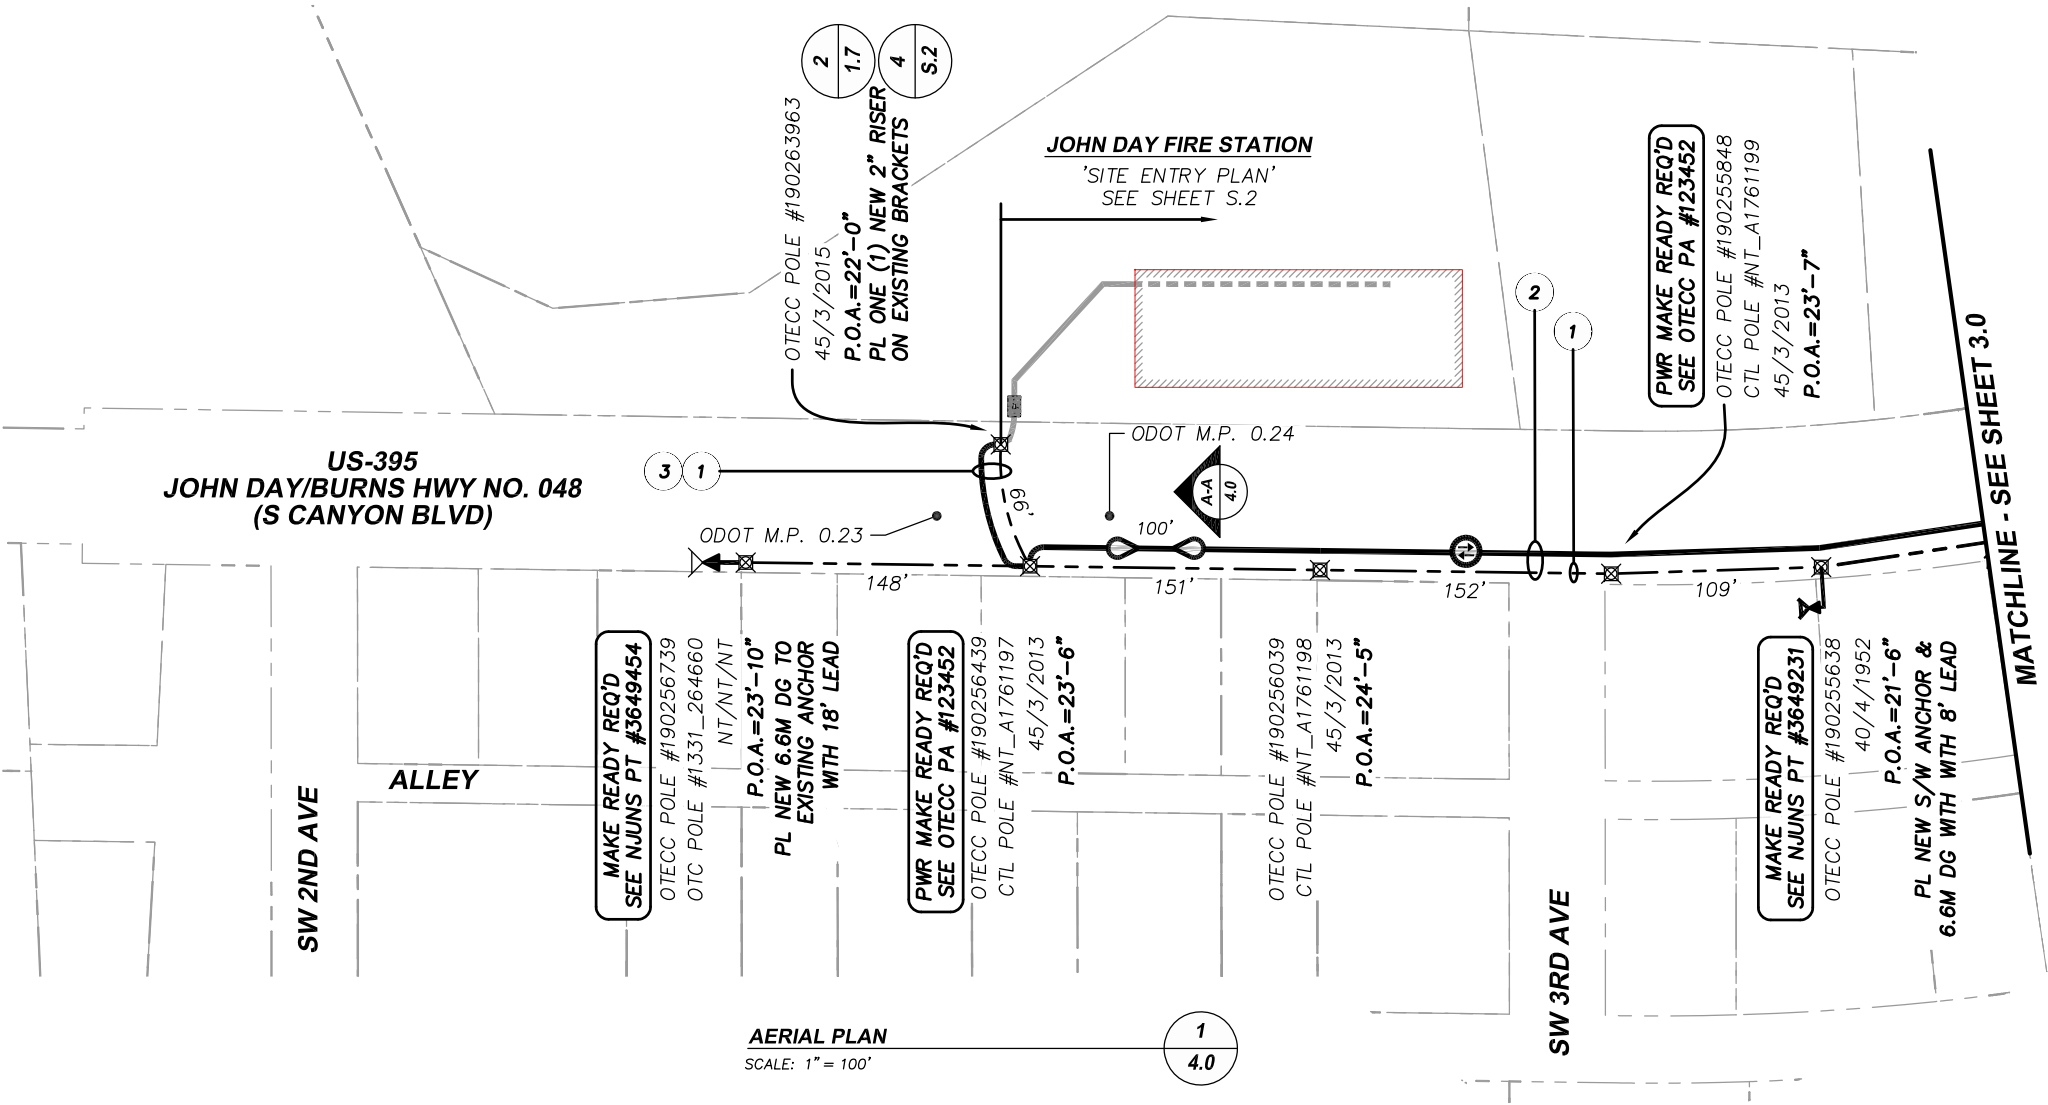 2
1.7
4
S.2
OTECC POLE #190263963
45/3/2015
P.O.A.=22'-0"
PL ONE (1) NEW 2" RISER
ON EXISTING BRACKETS
JOHN DAY FIRE STATION
'SITE ENTRY PLAN'
SEE SHEET S.2
PWR MAKE READY REQ'D
SEE OTECC PA #123452
OTECC POLE #190255848
CTL POLE #NT_A1761199
45/3/2013
P.O.A.=23'-7"
2
1
MATCHLINE - SEE SHEET 3.0
US-395
JOHN DAY/BURNS HWY NO. 048
(S CANYON BLVD)
3
1
ODOT M.P. 0.24
ODOT M.P. 0.23
A-A
4.0
66'
100'
148'
151'
152'
109'
MAKE READY REQ'D
SEE NJUNS PT #3649454
OTECC POLE #190256739
OTC POLE #1331_264660
NT/NT/NT
P.O.A.=23'-10"
PL NEW 6.6M DG TO
EXISTING ANCHOR
WITH 18' LEAD
PWR MAKE READY REQ'D
SEE OTECC PA #123452
OTECC POLE #190256439
CTL POLE #NT_A1761197
45/3/2013
P.O.A.=23'-6"
OTECC POLE #190256039
CTL POLE #NT_A1761198
45/3/2013
P.O.A.=24'-5"
MAKE READY REQ'D
SEE NJUNS PT #3649231
OTECC POLE #190255638
40/4/1952
P.O.A.=21'-6"
PL NEW S/W ANCHOR &
6.6M DG WITH WITH 8' LEAD
ALLEY
SW 2ND AVE
SW 3RD AVE
AERIAL PLAN
SCALE: 1" = 100'
1
4.0